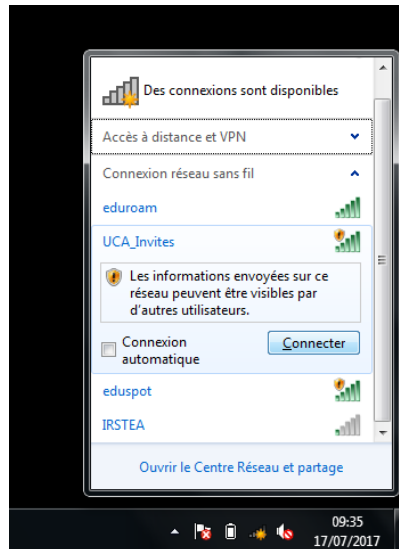 Des connexions sont disponibles
Accès à distance et VPN
Connexion réseau sans fil
eduroam
UCA_Invites
Les informations envoyées sur ce
réseau peuvent être visibles par
d'autres utilisateurs.
Connexion
automatique
Connecter
eduspot
IRSTEA
Ouvrir le Centre Réseau et partage
09:35
17/07/2017